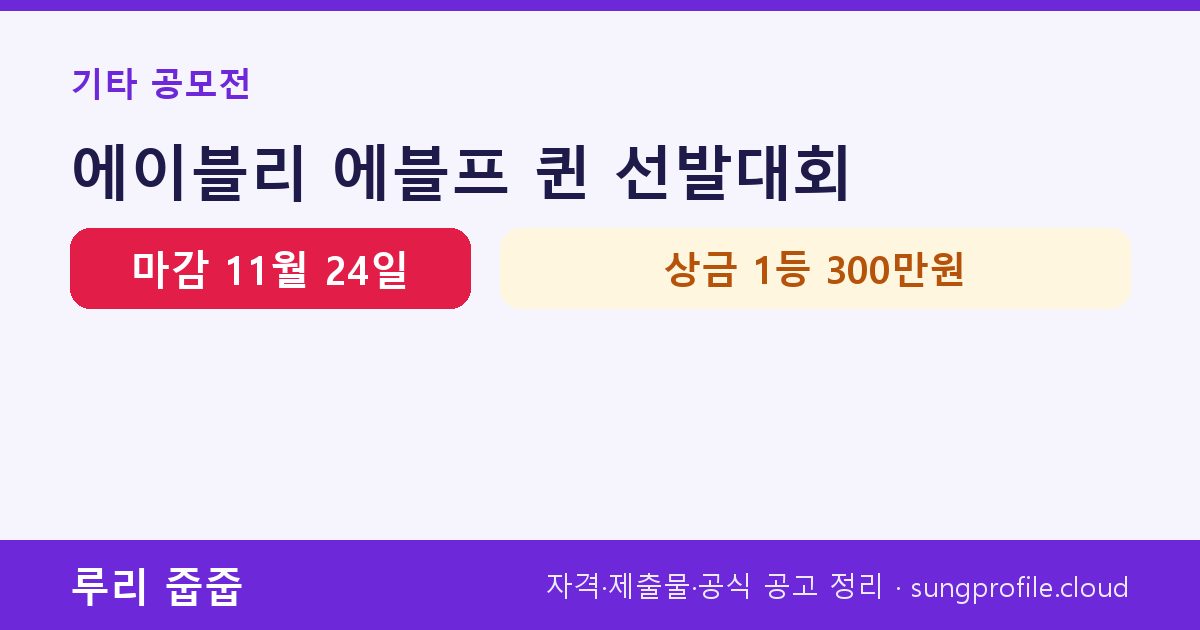 기타 공모전
에이블리 에블프 퀸 선발대회
마감 11월 24일
상금 1등 300만원
루리 줍줍
자격·제출물·공식 공고 정리 · sungprofile.cloud